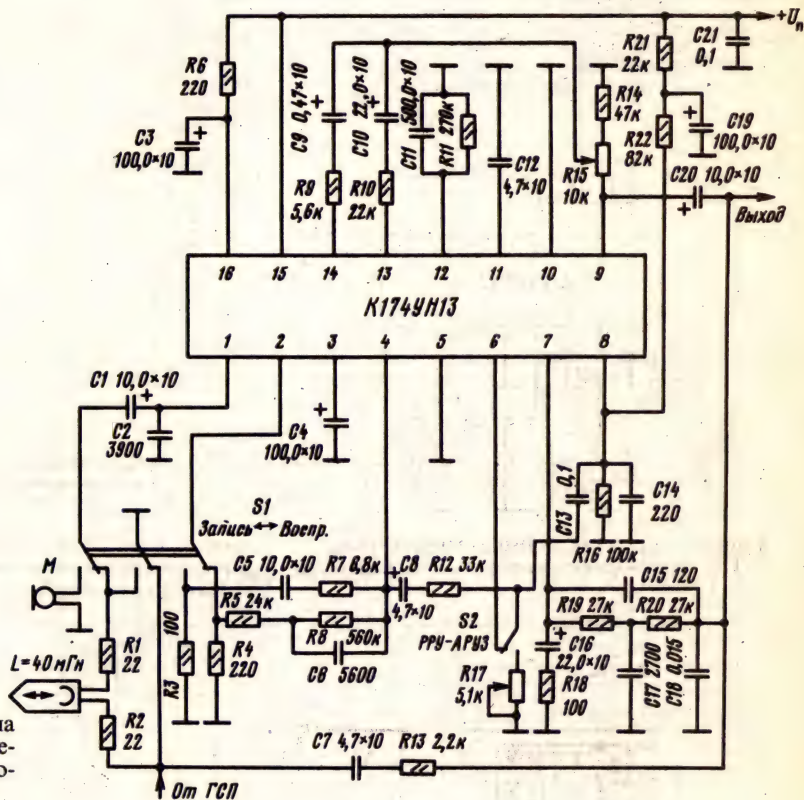 +Uп
R6
220
C3
100,0×10
C9 0,47×10
C10 22,0×10
R9
5,6к
R10
22к
C11 500,0×10
R11 270к
C12
4,7×10
R14
47к
R15
10к
R21
22к
R22
82к
C21
0,1
C19
100,0×10
C20 10,0×10
Выход
16 15 14 13 12 11 10 9
К174УН13
1 2 3 4 5 6 7 8
C1 10,0×10
C2
3900
C4
100,0×10
S1
Запись ↔ Воспр.
М
L=40мГн
R1
22
R2
22
R3 100
R4
220
C5 10,0×10
R7 6,8к
R5 24к
R8
560к
C6 5600
C8
4,7×10
R12 33к
S2
РРУ-АРУЗ
R17
5,1к
C13 0,1
R16 100к
C14
220
C15 120
R19 27к
R20 27к
C16
22,0×10
R18
100
C17 2700
C18 0,015
C7 4,7×10
R13 2,2к
От ГСП
на
е-
о-